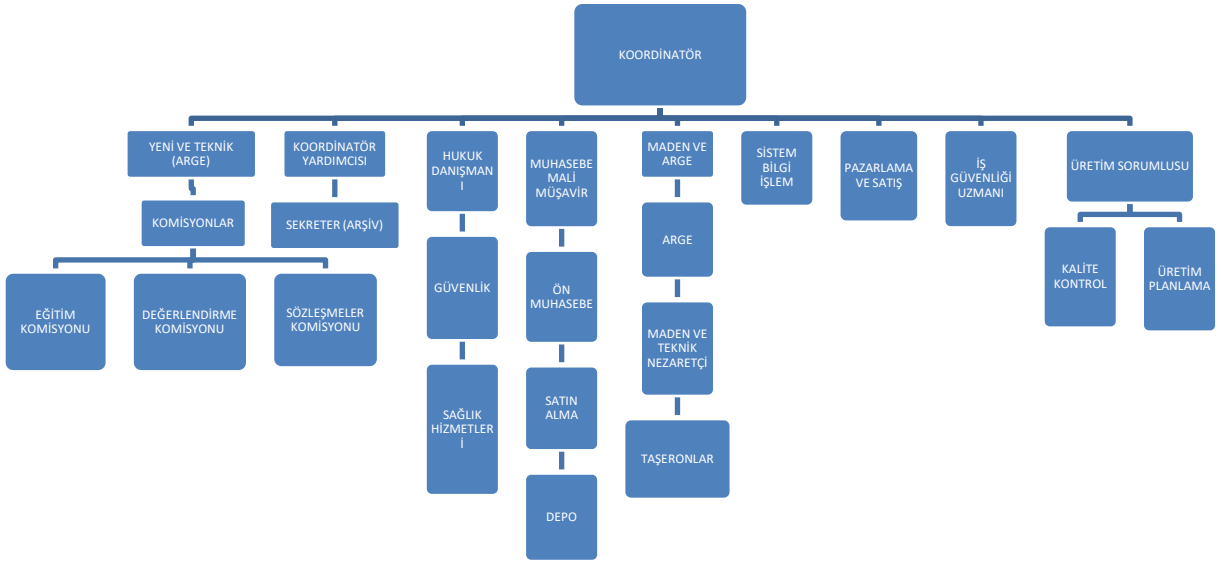 KOORDİNATÖR
YENİ VE TEKNİK
(ARGE)
KOORDİNATÖR
YARDIMCISI
HUKUK
DANIŞMAN
I
MUHASEBE
MALİ
MÜŞAVİR
MADEN VE
ARGE
SİSTEM
BİLGİ
İŞLEM
PAZARLAMA
VE SATIŞ
İŞ
GÜVENLİĞİ
UZMANI
ÜRETİM SORUMLUSU
KOMİSYONLAR
SEKRETER (ARŞİV)
GÜVENLİK
ÖN
MUHASEBE
ARGE
KALİTE
KONTROL
ÜRETİM
PLANLAMA
EĞİTİM
KOMİSYONU
DEĞERLENDİRME
KOMİSYONU
SÖZLEŞMELER
KOMİSYONU
MADEN VE
TEKNİK
NEZARETÇİ
SAĞLIK
HİZMETLER
İ
SATIN
ALMA
TAŞERONLAR
DEPO